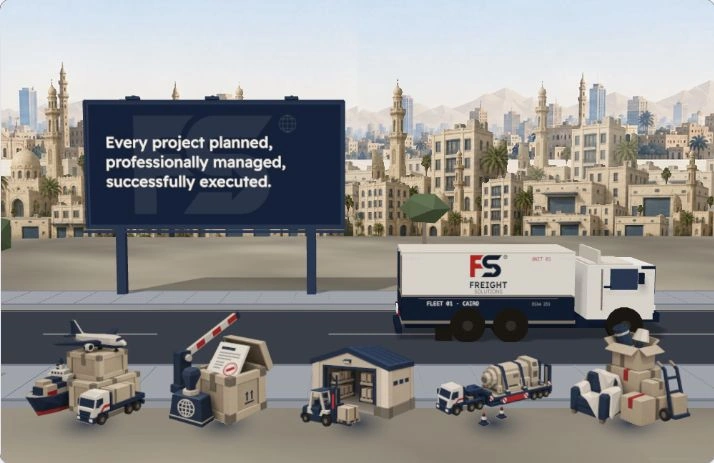 Every project planned,
professionally managed,
successfully executed.
FS
UNIT 01
FREIGHT
SOLUTIONS
FLEET 01 - CAIRO